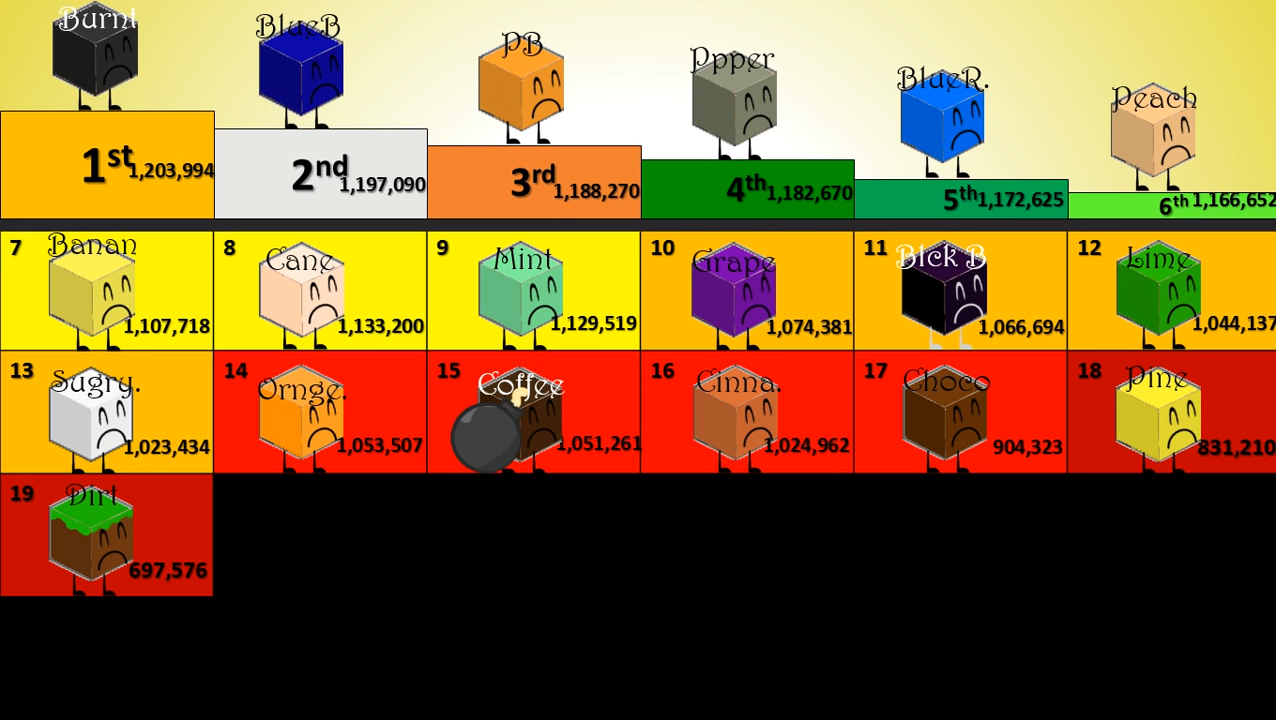 Burnt
1st 1,203,994
BlueB
2nd 1,197,090
PB
3rd 1,188,270
Ppper
4th 1,182,670
BlueR.
5th 1,172,625
Peach
6th 1,166,652
7 Banan
1,107,718
8 Cane
1,133,200
9 Mint
1,129,519
10 Grape
1,074,381
11 Blck B
1,066,694
12 Lime
1,044,137
13 Sugry.
1,023,434
14 Ornge.
1,053,507
15 Coffee
1,051,261
16 Cinna.
1,024,962
17 Choco
904,323
18 Pine
831,210
19 Dirt
697,576